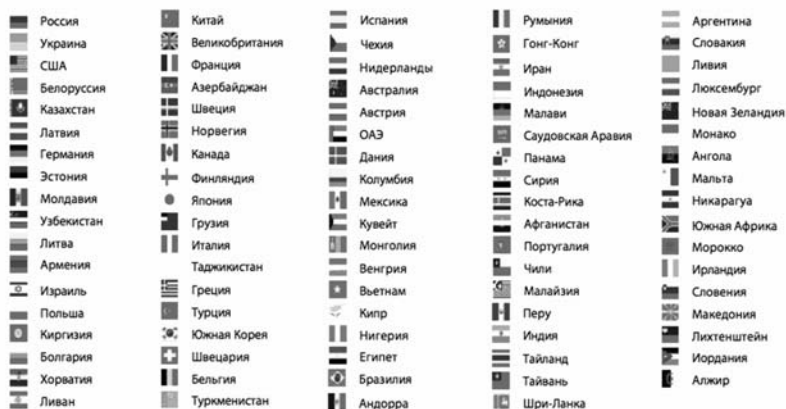 Россия
Украина
США
Белоруссия
Казахстан
Латвия
Германия
Эстония
Молдавия
Узбекистан
Литва
Армения
Израиль
Польша
Киргизия
Болгария
Хорватия
Ливан
Китай
Великобритания
Франция
Азербайджан
Швеция
Норвегия
Канада
Финляндия
Япония
Грузия
Италия
Таджикистан
Греция
Турция
Южная Корея
Швецария
Бельгия
Туркменистан
Испания
Чехия
Нидерланды
Австралия
Австрия
ОАЭ
Дания
Колумбия
Мексика
Кувейт
Монголия
Венгрия
Вьетнам
Кипр
Нигерия
Египет
Бразилия
Андорра
Румыния
Гонг-Конг
Иран
Индонезия
Малави
Саудовская Аравия
Панама
Сирия
Коста-Рика
Афганистан
Португалия
Чили
Малайзия
Перу
Индия
Тайланд
Тайвань
Шри-Ланка
Аргентина
Словакия
Ливия
Люксембург
Новая Зеландия
Монако
Ангола
Мальта
Никарагуа
Южная Африка
Морокко
Ирландия
Словения
Македония
Лихтенштейн
Иордания
Алжир